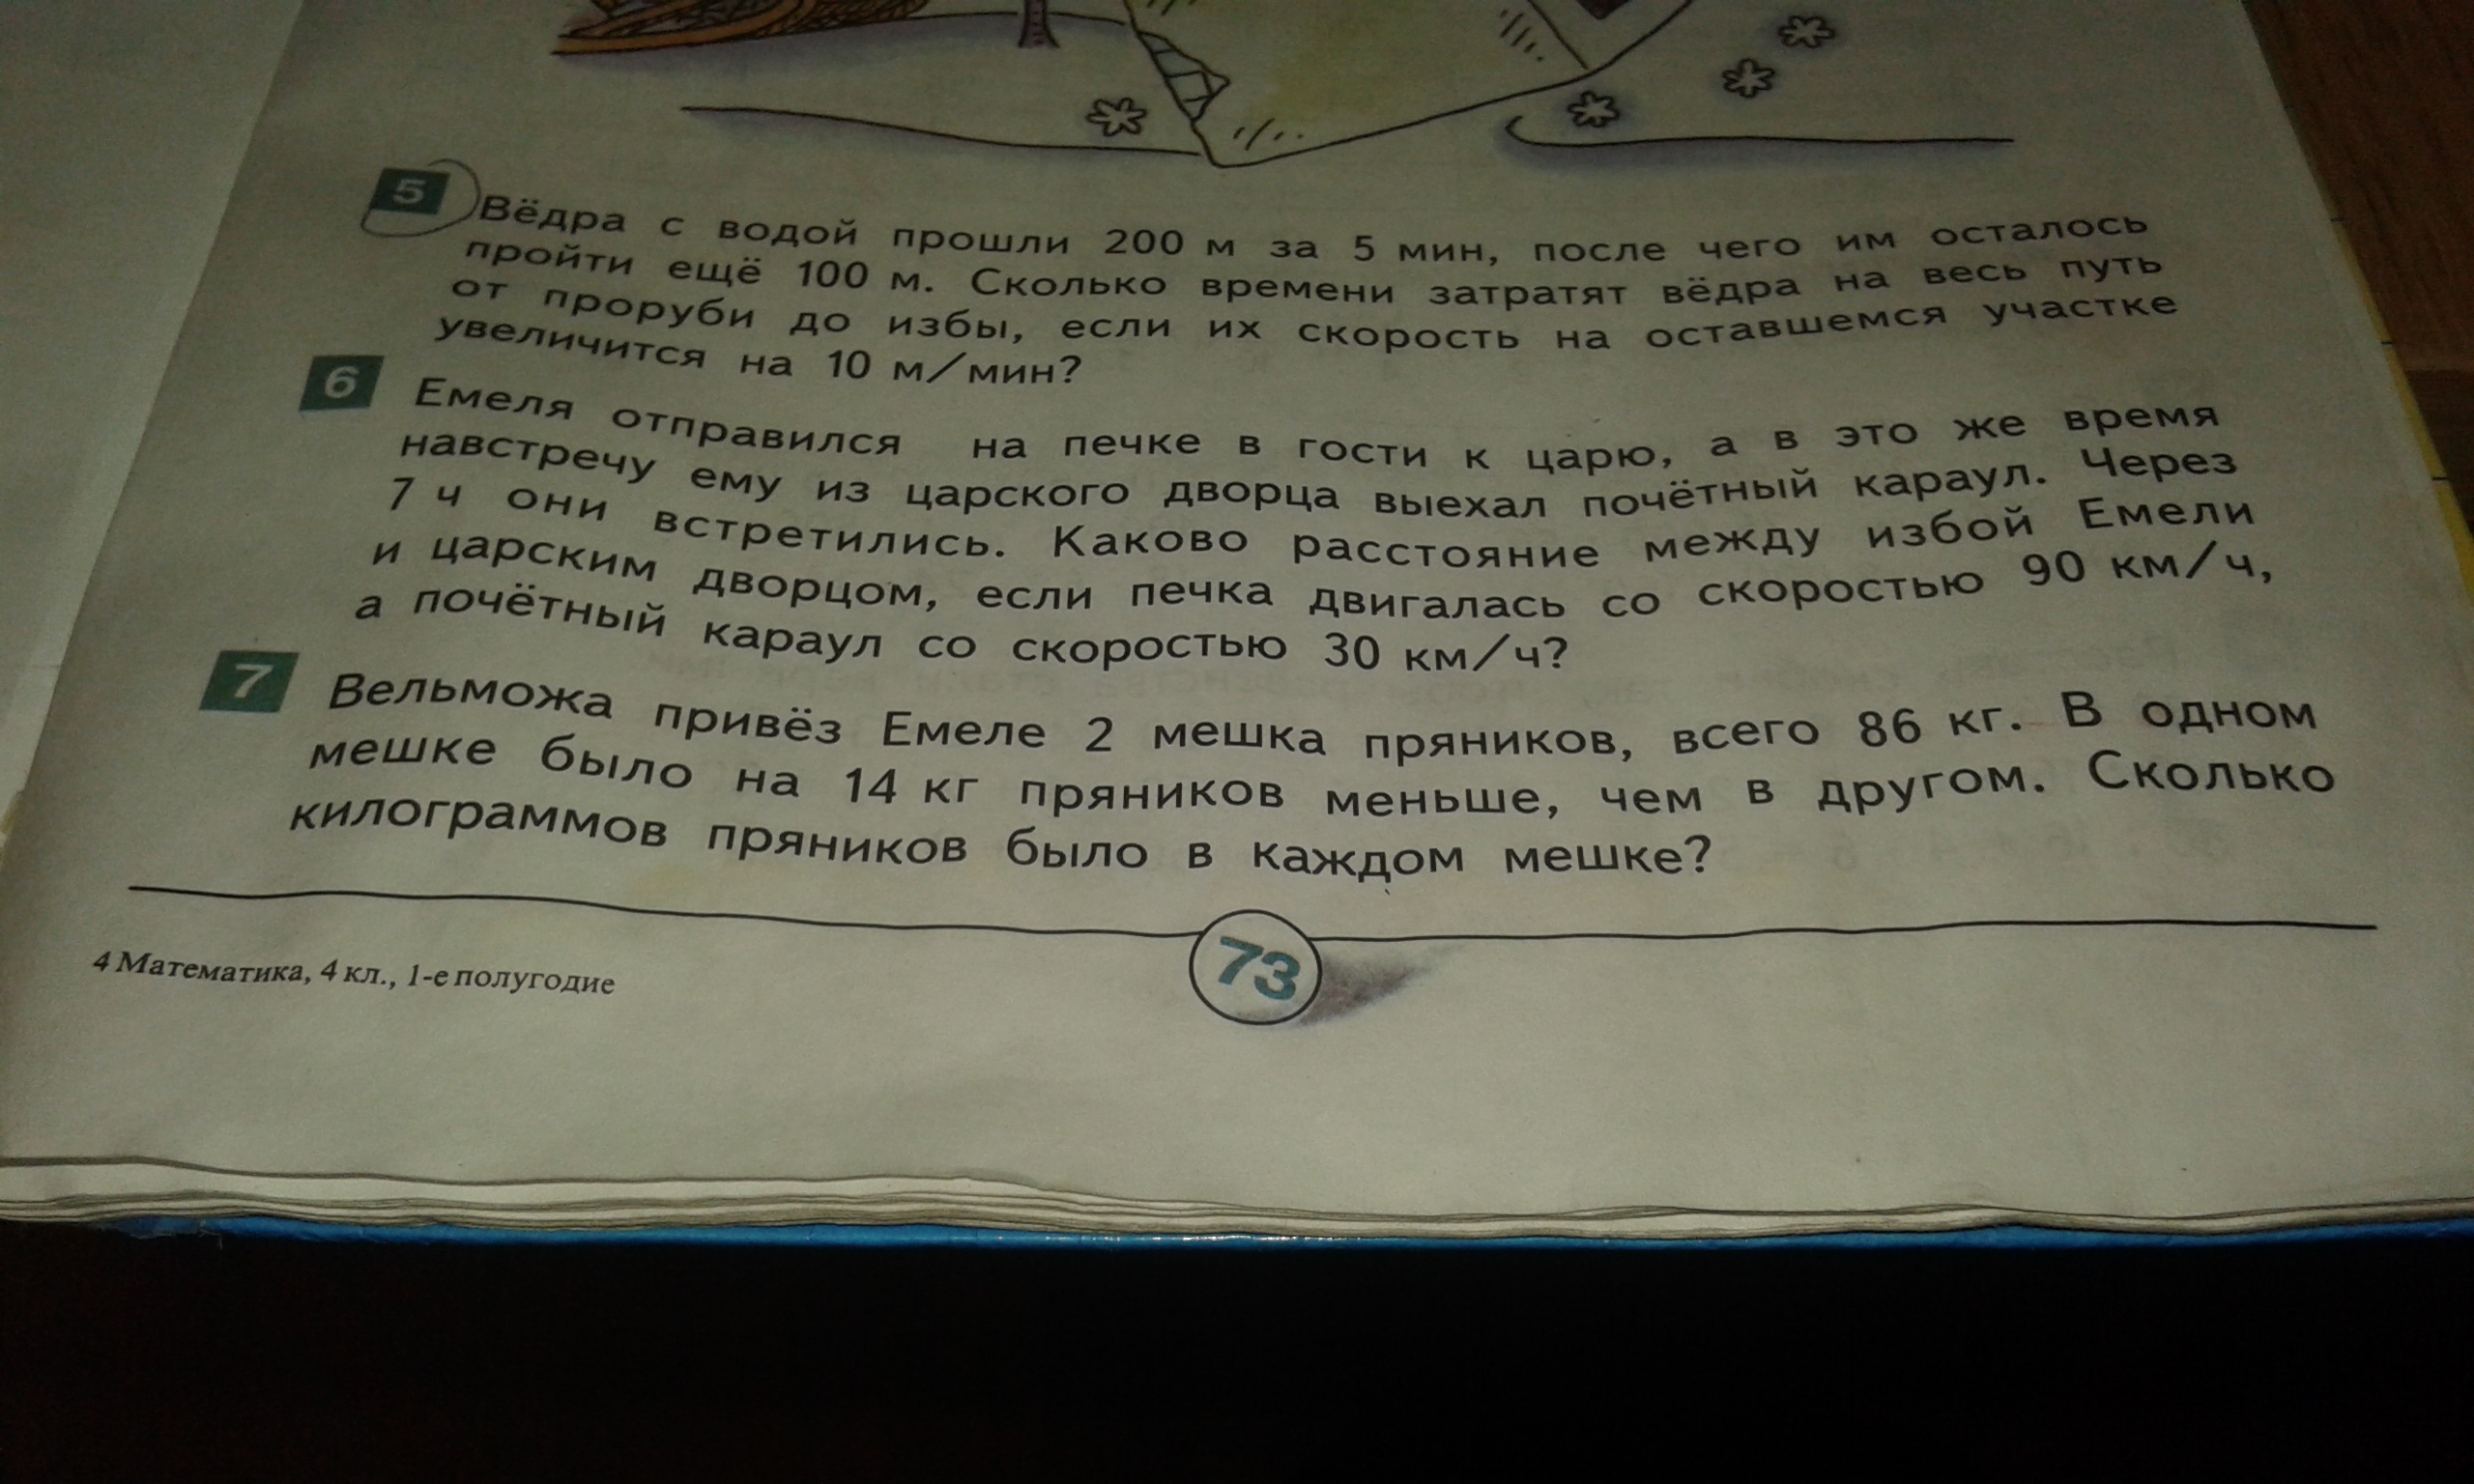 5 Вёдра с водой прошли 200 м за 5 мин, после чего им осталось
пройти ещё 100 м. Сколько времени затратят вёдра на весь путь
от проруби до избы, если их скорость на оставшемся участке
увеличится на 10 м/мин?
6 Емеля отправился на печке в гости к царю, а в это же время
навстречу ему из царского дворца выехал почётный караул. Через
7 ч они встретились. Каково расстояние между избой Емели
и царским дворцом, если печка двигалась со скоростью 90 км/ч,
а почётный караул со скоростью 30 км/ч?
7 Вельможа привёз Емеле 2 мешка пряников, всего 86 кг. В одном
мешке было на 14 кг пряников меньше, чем в другом. Сколько
килограммов пряников было в каждом мешке?
73
4 Математика, 4 кл., 1-е полугодие